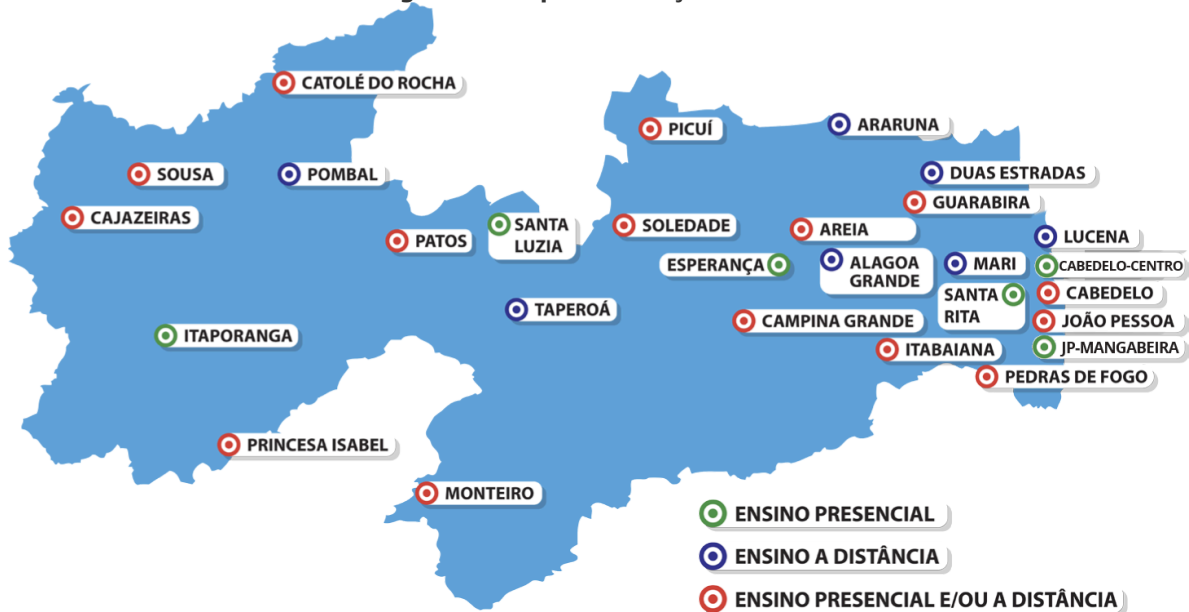 CATOLÉ DO ROCHA
PICUÍ
ARARUNA
SOUSA
POMBAL
DUAS ESTRADAS
GUARABIRA
CAJAZEIRAS
PATOS
SANTA
LUZIA
SOLEDADE
AREIA
LUCENA
ESPERANÇA
ALAGOA
GRANDE
MARI
CABEDELO-CENTRO
SANTA
RITA
CABEDELO
TAPEROÁ
CAMPINA GRANDE
JOÃO PESSOA
ITAPORANGA
ITABAIANA
JP-MANGABEIRA
PEDRAS DE FOGO
PRINCESA ISABEL
MONTEIRO
ENSINO PRESENCIAL
ENSINO A DISTÂNCIA
ENSINO PRESENCIAL E/OU A DISTÂNCIA